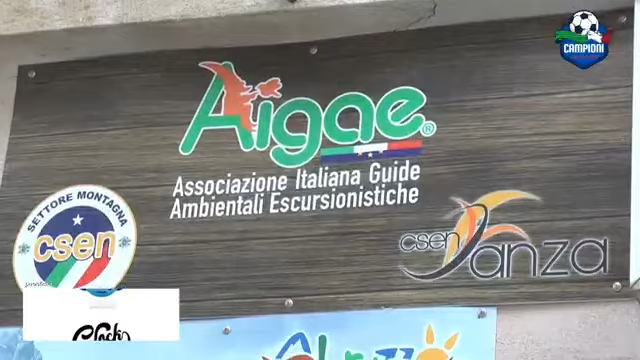 CAMPIONI
Aigae®
Associazione Italiana Guide
Ambientali Escursionistiche
SETTORE MONTAGNA
csen
csen
Danza